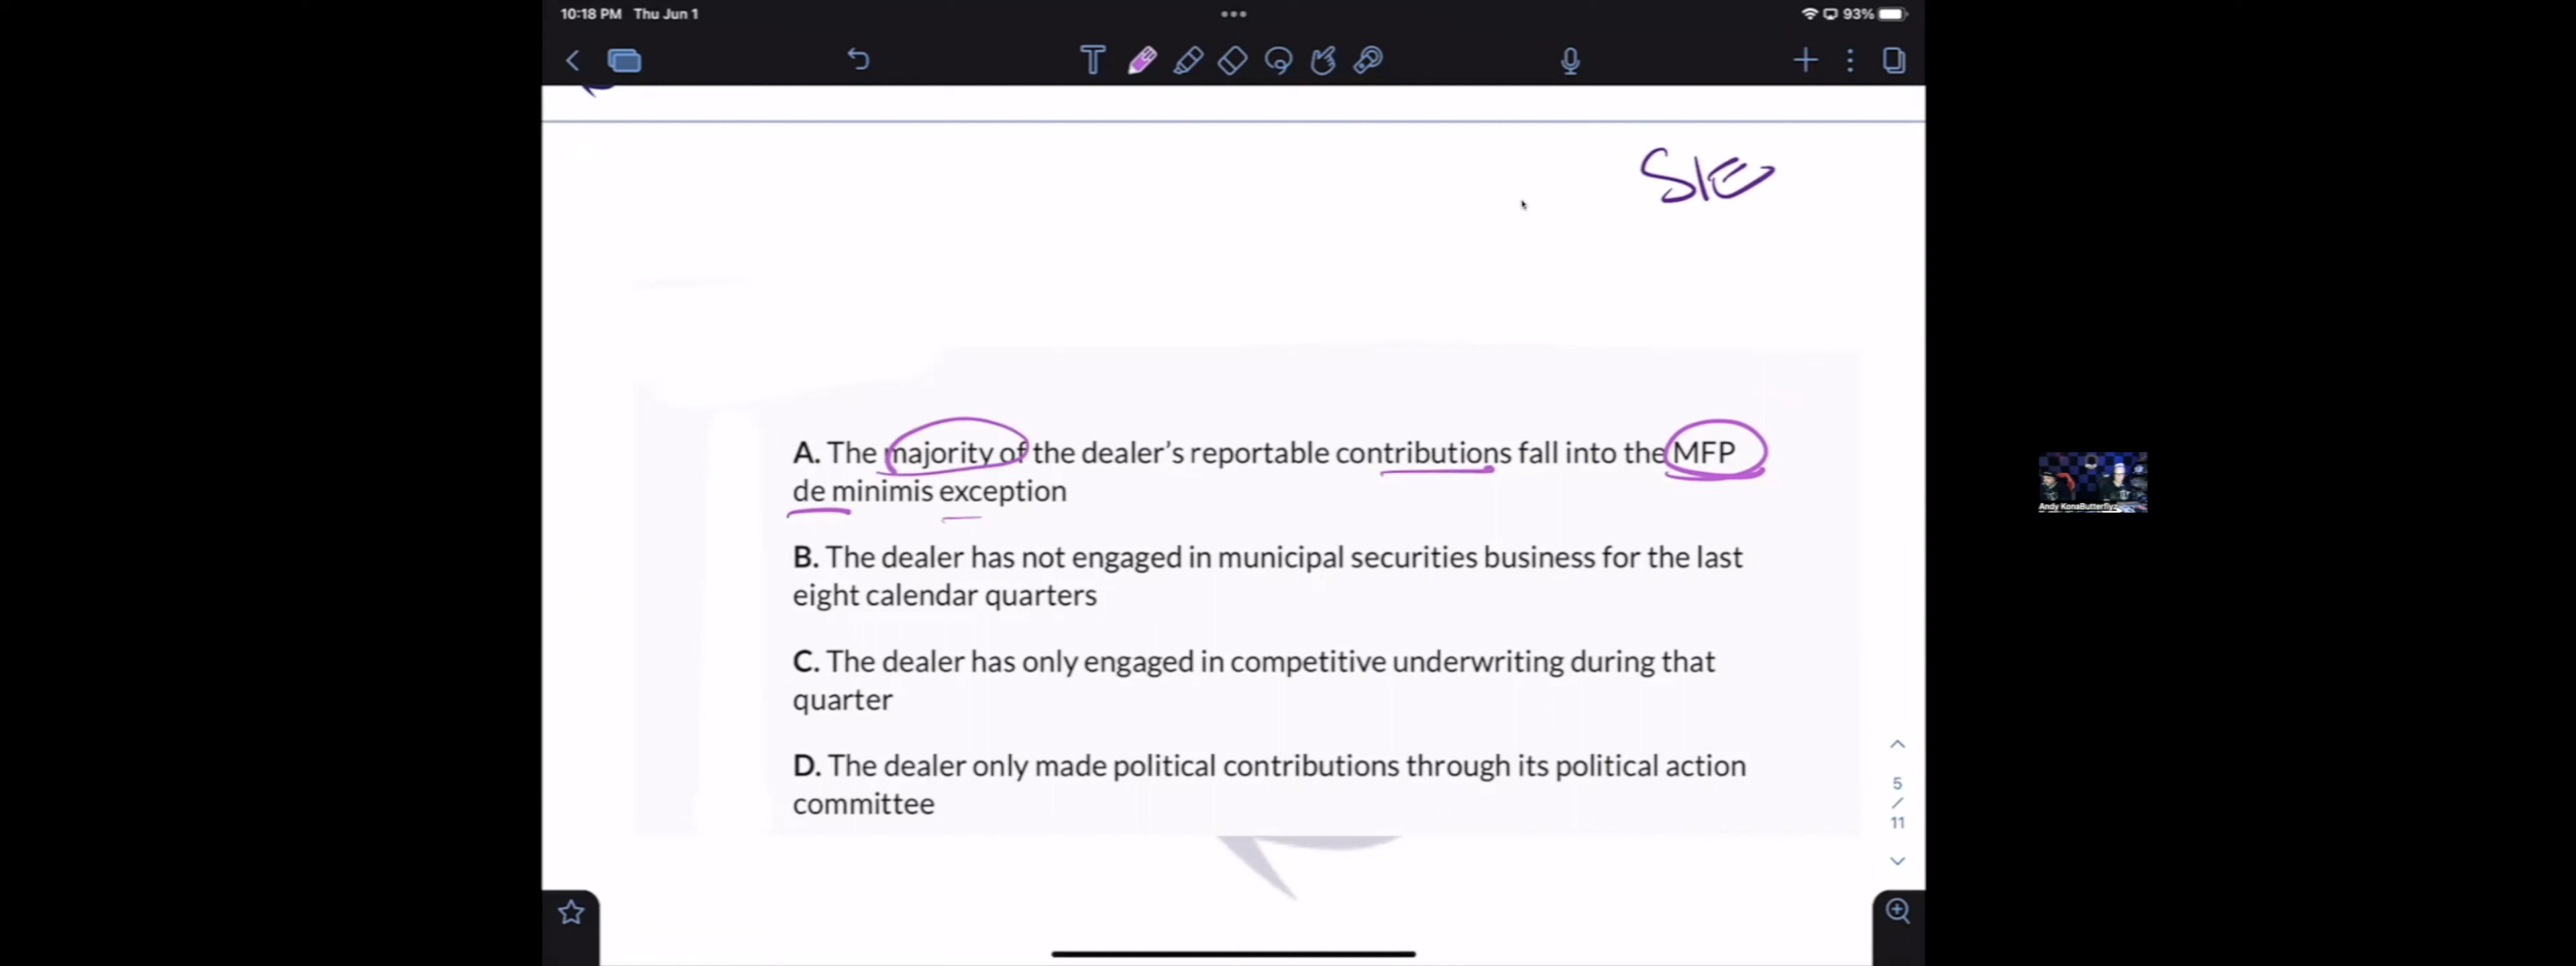 10:18 PM Thu Jun 1
93%
SIE
A. The majority of the dealer's reportable contributions fall into the MFP
de minimis exception
B. The dealer has not engaged in municipal securities business for the last
eight calendar quarters
C. The dealer has only engaged in competitive underwriting during that
quarter
D. The dealer only made political contributions through its political action
committee
5
/
11
Andy KonaButterflyz